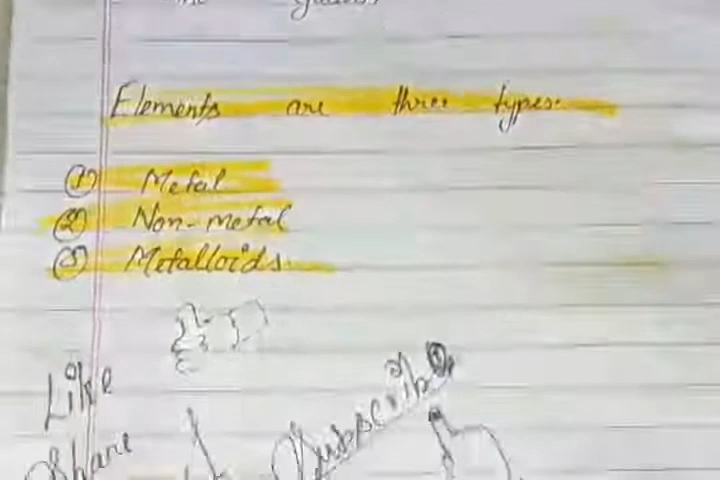 Elements are three types.
(1) Metal
(2) Non-metal
(3) Metalloids.
Like
Share
Subscribe